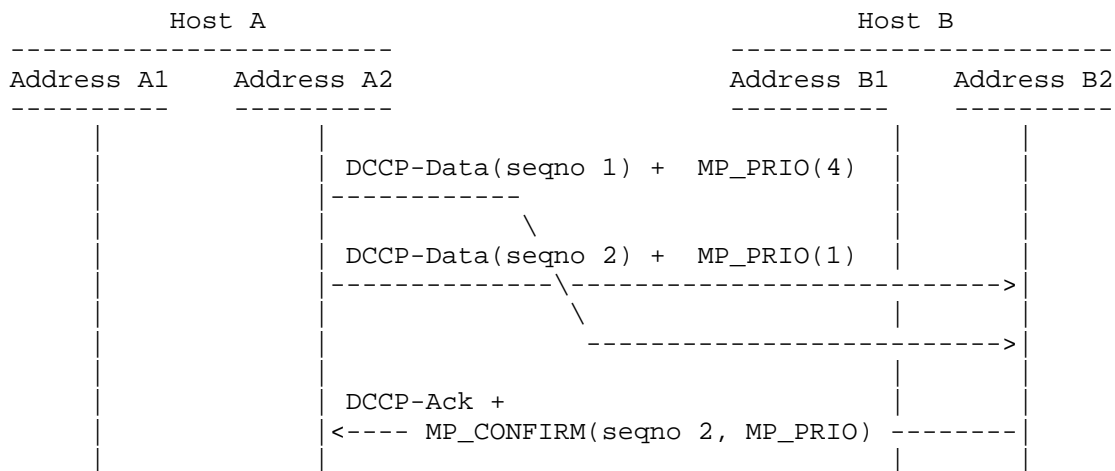 Host A Host B
Address A1 Address A2 Address B1 Address B2
DCCP-Data(seqno 1) + MP_PRIO(4)
DCCP-Data(seqno 2) + MP_PRIO(1)
DCCP-Ack +
MP_CONFIRM(seqno 2, MP_PRIO)